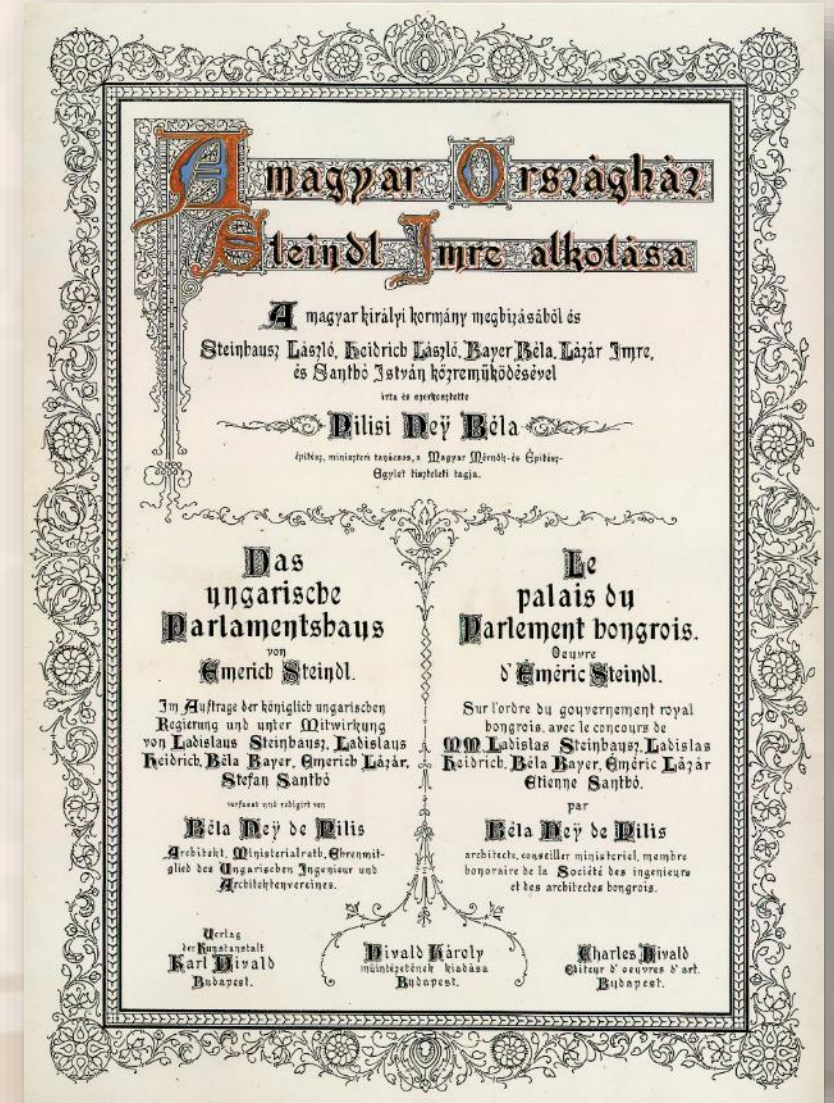 A magyar Országház
Steindl Imre alkotása
A magyar királyi kormány megbizásából és
Steinhausz László, Heidrich László, Bayer Béla, Lázár Imre,
és Santhó István közreműködésével
írta és szerkesztette
Pilisi Neÿ Béla
építész, miniszteri tanácsos, a Magyar Mérnök-és Építész-
Egylet tiszteleti tagja.
Das
ungarische
Parlamentshaus
von
Emerich Steindl.
Im Auftrage der königlich ungarischen
Regierung und unter Mitwirkung
von Ladislaus Steinhausz, Ladislaus
Heidrich, Béla Bayer, Emerich Lázár,
Stefan Santhó
verfasst und redigirt von
Béla Neÿ de Pilis
Architekt, Ministerialrath, Ehrenmit-
glied des Ungarischen Ingenieur und
Architektenvereines.
Verlag
der Kunstanstalt
Karl Divald
Budapest.
Le
palais du
Parlement hongrois.
Oeuvre
d'Eméric Steindl.
Sur l'ordre du gouvernement royal
hongrois, avec le concours de
MM. Ladislas Steinhausz, Ladislas
Heidrich, Béla Bayer, Eméric Lázár
Etienne Santhó.
par
Béla Neÿ de Pilis
architecte, conseiller ministeriel, membre
honoraire de la Société des ingenieurs
et des architectes hongrois.
Divald Károly
műintézetének kiadása
Budapest.
Charles Divald
Editeur d'oeuvres d'art.
Budapest.